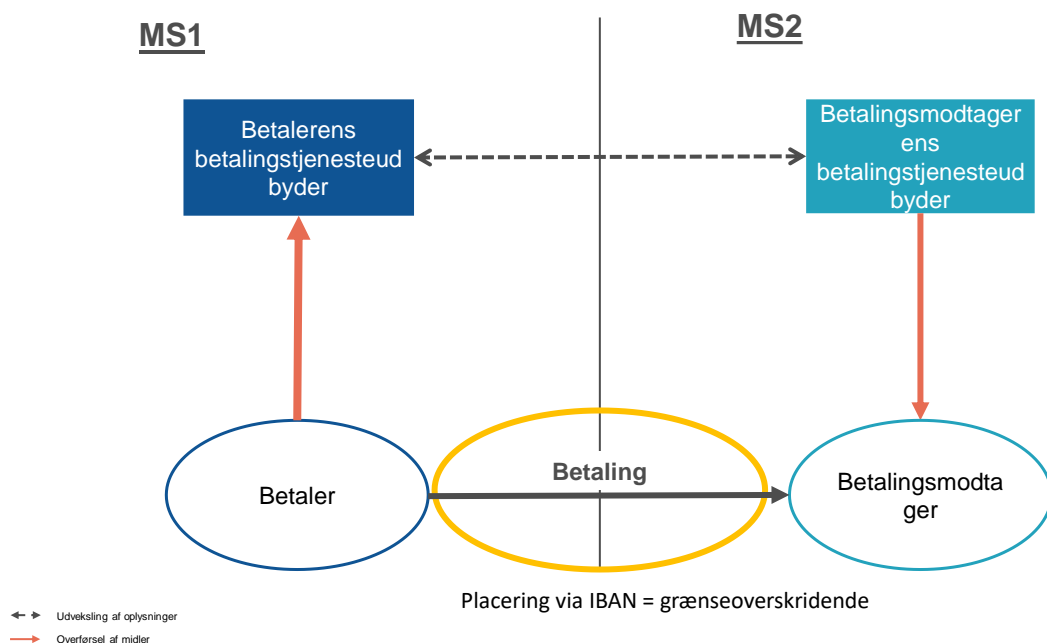 MS1
MS2
Betalerens
betalingstjenesteud
byder
Betalingsmodtager
ens
betalingstjenesteud
byder
Betaling
Betaler
Betalingsmodta
ger
Placering via IBAN = grænseoverskridende
Udveksling af oplysninger
Overførsel af midler